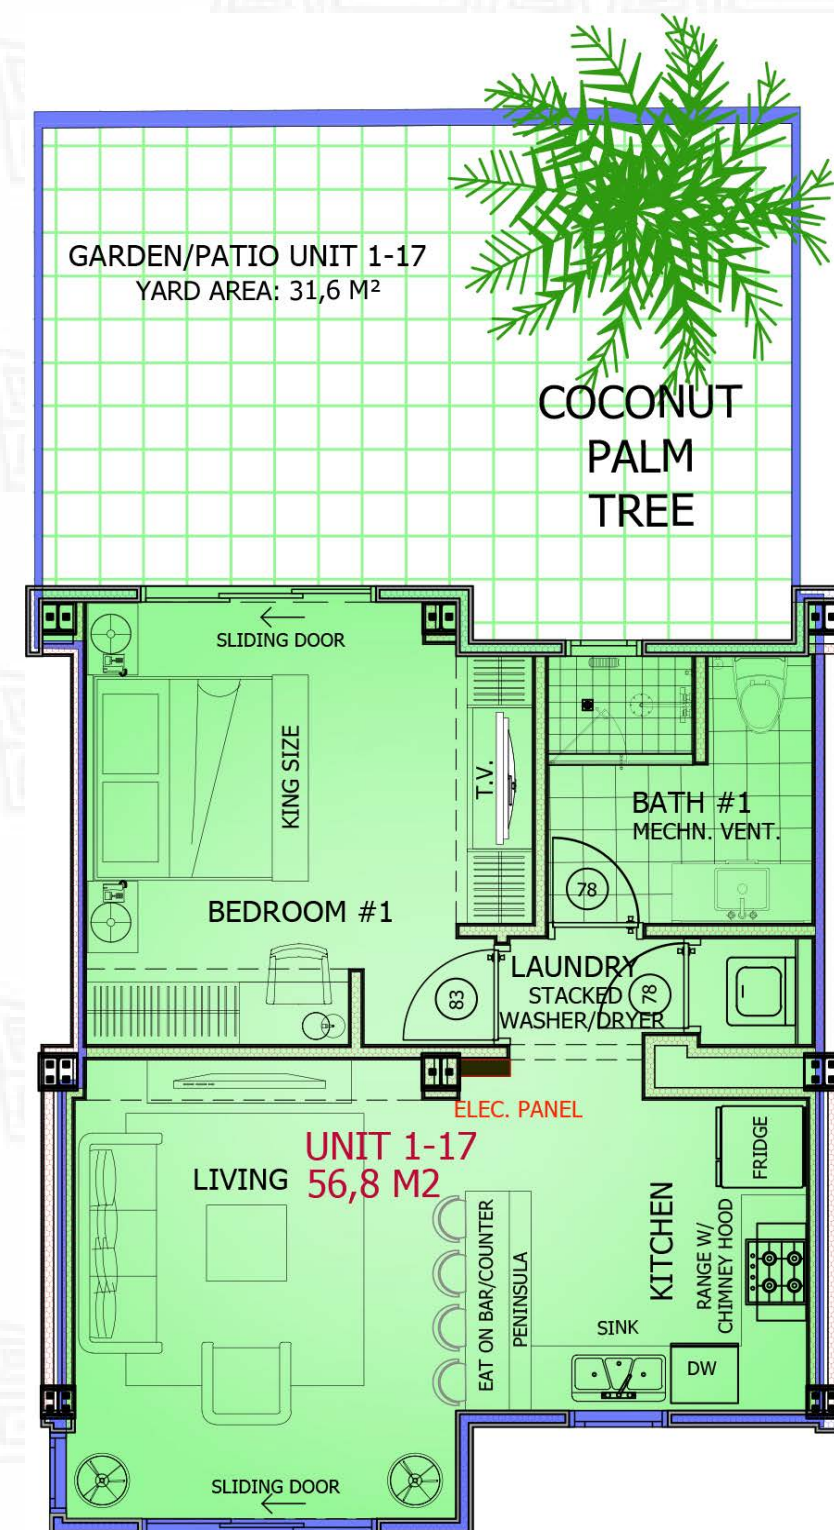 GARDEN/PATIO UNIT 1-17
YARD AREA: 31,6 M²
COCONUT
PALM
TREE
SLIDING DOOR
KING SIZE
T.V.
BATH #1
MECHN. VENT.
78
BEDROOM #1
LAUNDRY
STACKED
WASHER/DRYER
83
78
ELEC. PANEL
UNIT 1-17
56,8 M2
LIVING
FRIDGE
KITCHEN
RANGE W/
CHIMNEY HOOD
EAT ON BAR/COUNTER
PENINSULA
SINK
DW
SLIDING DOOR